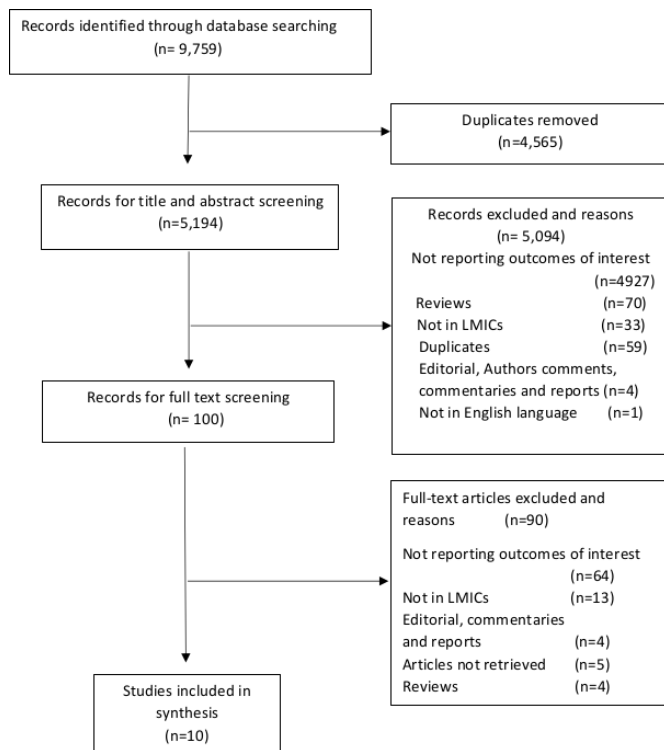 Records identified through database searching
(n= 9,759)
Duplicates removed
(n=4,565)
Records for title and abstract screening
(n=5,194)
Records excluded and reasons
(n= 5,094)
Not reporting outcomes of interest
(n=4927)
Reviews (n=70)
Not in LMICs (n=33)
Duplicates (n=59)
Editorial, Authors comments,
commentaries and reports (n=4)
Not in English language (n=1)
Records for full text screening
(n= 100)
Full-text articles excluded and
reasons (n=90)
Not reporting outcomes of interest
(n=64)
Not in LMICs (n=13)
Editorial, commentaries
and reports (n=4)
Articles not retrieved (n=5)
Reviews (n=4)
Studies included in
synthesis
(n=10)